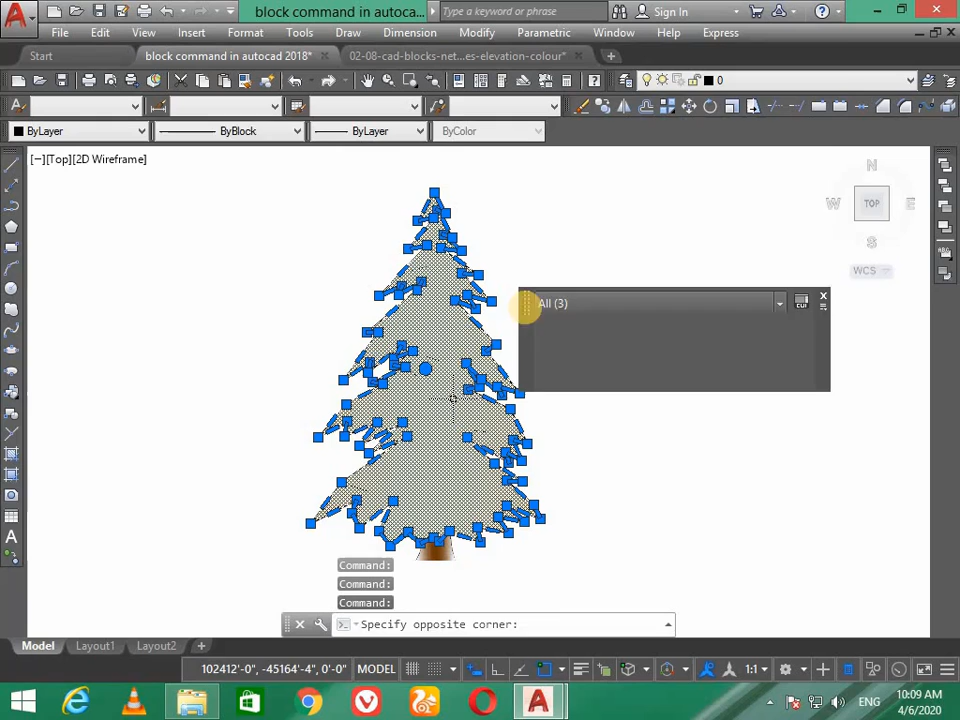 block command in autoca...
Type a keyword or phrase
Sign In
File
Edit
View
Insert
Format
Tools
Draw
Dimension
Modify
Parametric
Window
Help
Express
Start
block command in autocad 2018*
02-08-cad-blocks-net...es-elevation-colour*
0
ByLayer
ByBlock
ByLayer
ByColor
[−][Top][2D Wireframe]
N
W
TOP
E
S
WCS
All (3)
CUI
Command:
Command:
Command:
Specify opposite corner:
Model
Layout1
Layout2
102412'-0", -45164'-4", 0'-0"
MODEL
1:1
ENG
10:09 AM
4/6/2020